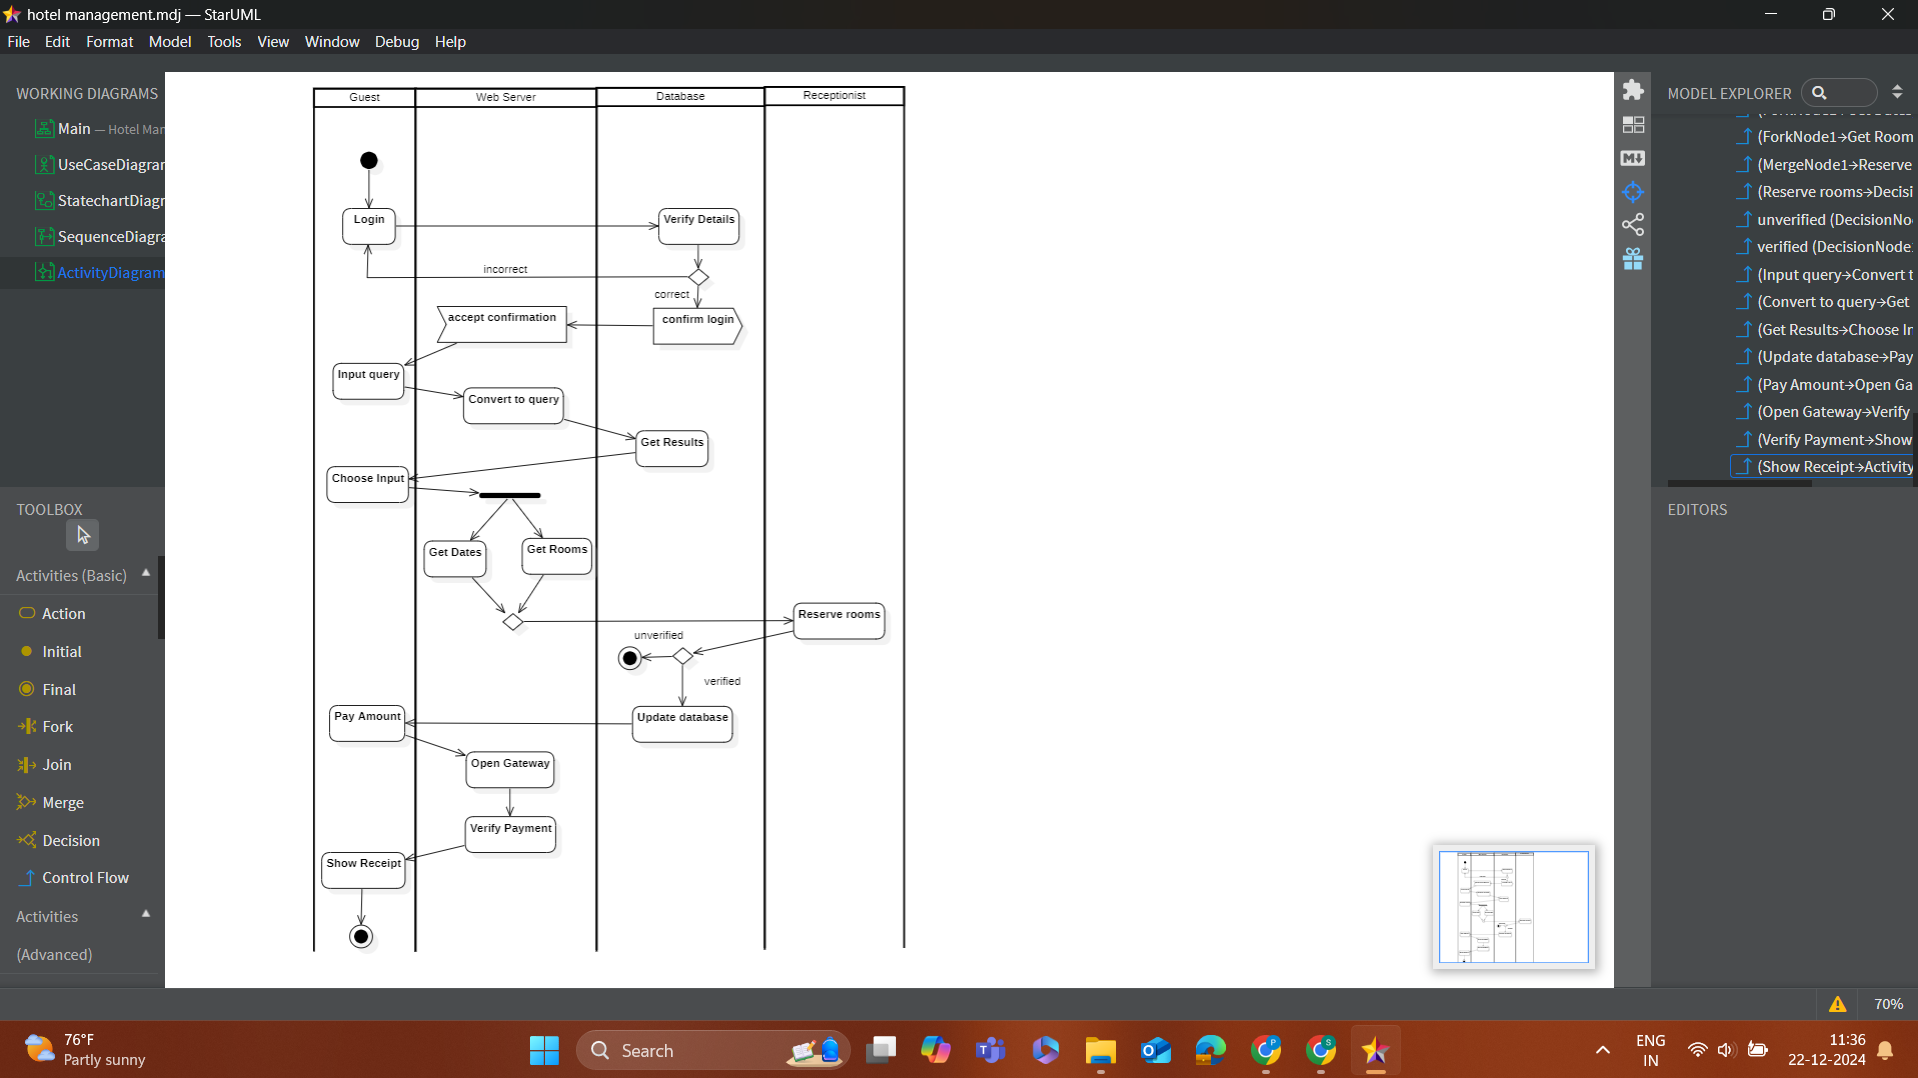 hotel management.mdj — StarUML
File Edit Format Model Tools View Window Debug Help
WORKING DIAGRAMS
Main — Hotel Mar
UseCaseDiagrar
StatechartDiagr
SequenceDiagra
ActivityDiagram
TOOLBOX
Activities (Basic)
Action
Initial
Final
Fork
Join
Merge
Decision
Control Flow
Activities
(Advanced)
Guest Web Server Database Receptionist
Login
Verify Details
incorrect
correct
accept confirmation
confirm login
Input query
Convert to query
Get Results
Choose Input
Get Dates
Get Rooms
Reserve rooms
unverified
verified
Pay Amount
Update database
Open Gateway
Verify Payment
Show Receipt
MODEL EXPLORER
(ForkNode1→Get Room
(MergeNode1→Reserve
(Reserve rooms→Decisi
unverified (DecisionNo
verified (DecisionNode
(Input query→Convert t
(Convert to query→Get
(Get Results→Choose Ir
(Update database→Pay
(Pay Amount→Open Ga
(Open Gateway→Verify
(Verify Payment→Show
(Show Receipt→Activity
EDITORS
70%
76°F
Partly sunny
Search
ENG
IN
11:36
22-12-2024